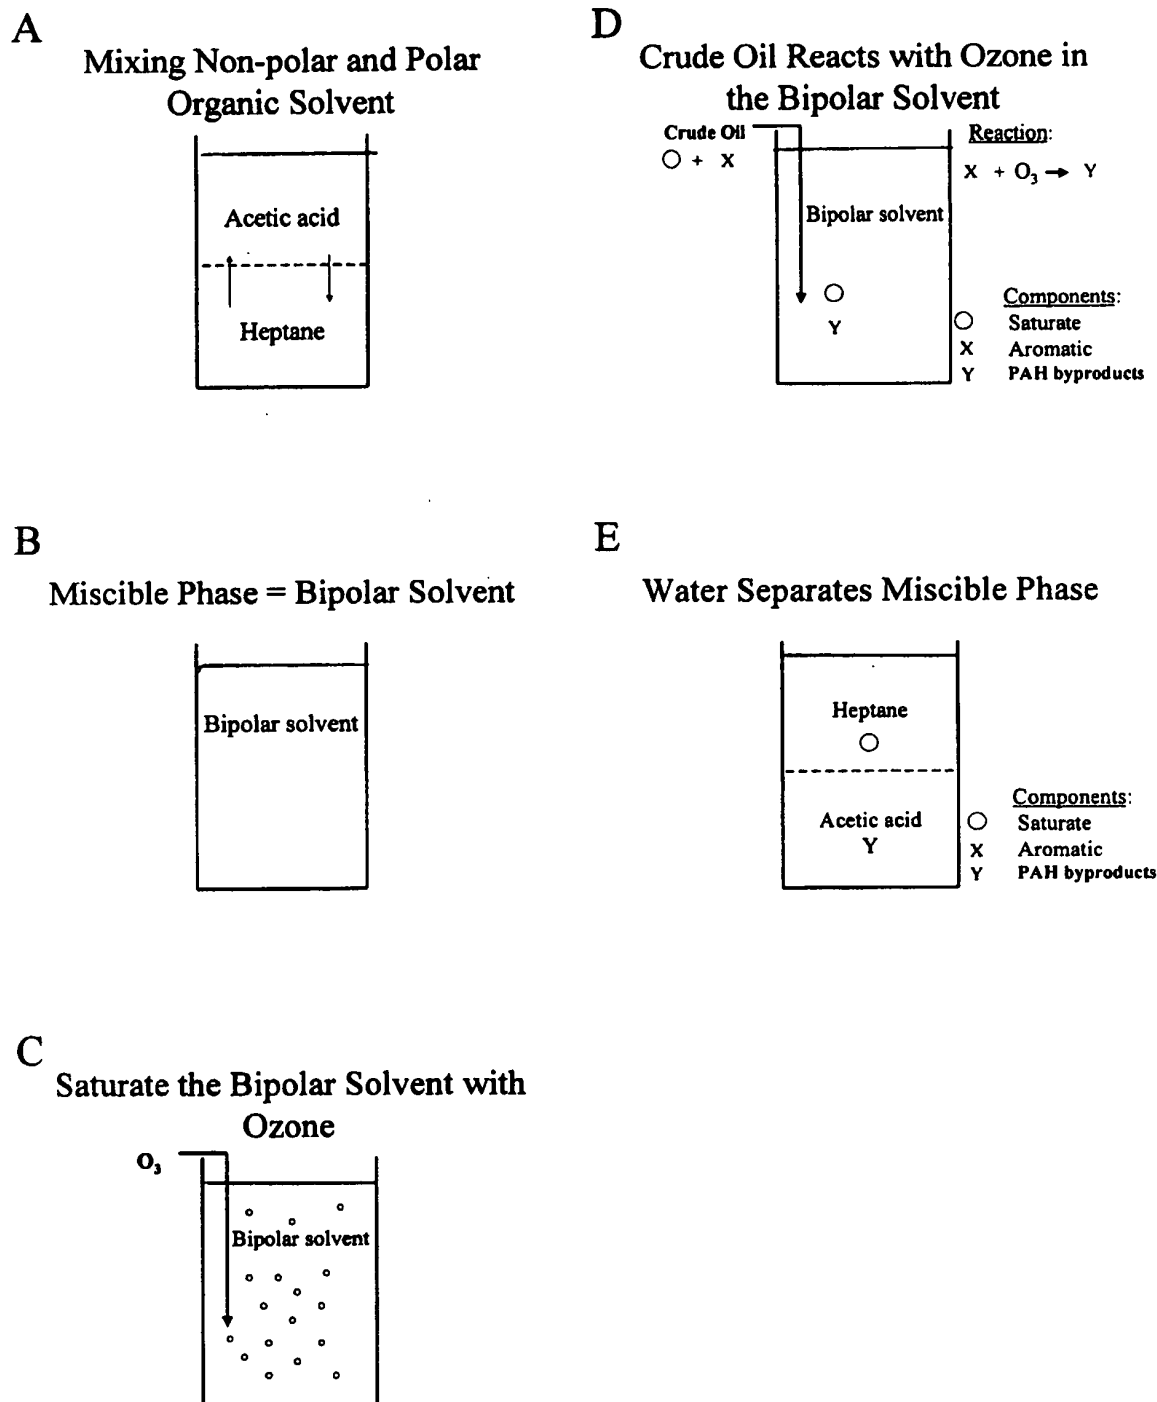 A
Mixing Non-polar and Polar
Organic Solvent
Acetic acid
Heptane
B
Miscible Phase = Bipolar Solvent
Bipolar solvent
C
Saturate the Bipolar Solvent with
Ozone
O₃
Bipolar solvent
D
Crude Oil Reacts with Ozone in
the Bipolar Solvent
Crude Oil
○ + X
Reaction:
X + O₃ → Y
Bipolar solvent
Y
Components:
○ Saturate
X Aromatic
Y PAH byproducts
E
Water Separates Miscible Phase
Heptane
Acetic acid
Y
Components:
○ Saturate
X Aromatic
Y PAH byproducts